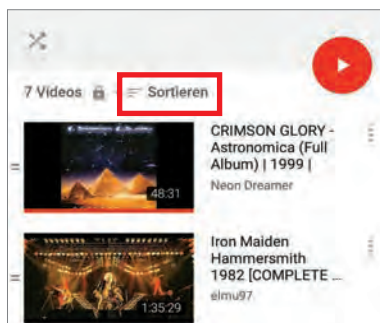 7 Videos
Sortieren
CRIMSON GLORY -
Astronomica (Full
Album) | 1999 |
Neon Dreamer
48:31
Iron Maiden
Hammersmith
1982 [COMPLETE ...
elmu97
1:35:29